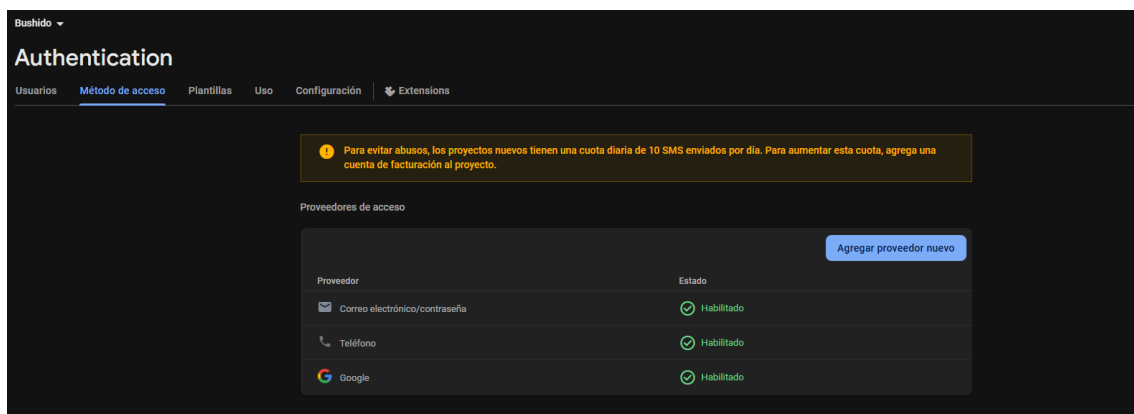 Bushido
Authentication
Usuarios Método de acceso Plantillas Uso Configuración Extensions
Para evitar abusos, los proyectos nuevos tienen una cuota diaria de 10 SMS enviados por día. Para aumentar esta cuota, agrega una
cuenta de facturación al proyecto.
Proveedores de acceso
Agregar proveedor nuevo
Proveedor Estado
Correo electrónico/contraseña Habilitado
Teléfono Habilitado
Google Habilitado